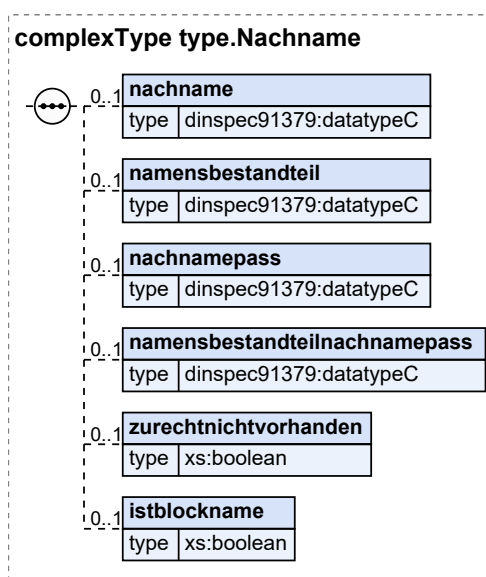 complexType type.Nachname
0..1 nachname
type dinspec91379:datatypeC
0..1 namensbestandteil
type dinspec91379:datatypeC
0..1 nachnamepass
type dinspec91379:datatypeC
0..1 namensbestandteilnachnamepass
type dinspec91379:datatypeC
0..1 zurechtnichtvorhanden
type xs:boolean
0..1 istblockname
type xs:boolean